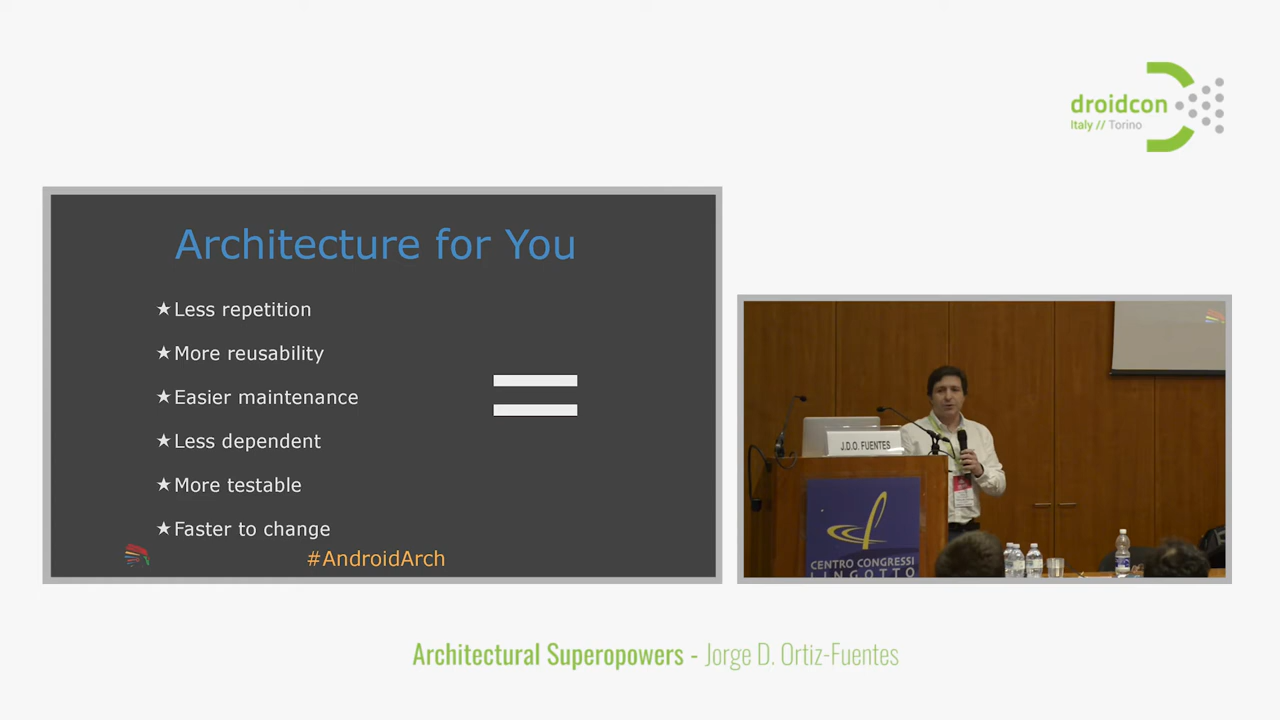 droidcon
Italy // Torino
Architecture for You
★Less repetition
★More reusability
★Easier maintenance
★Less dependent
★More testable
★Faster to change
#AndroidArch
J.D.O. FUENTES
CENTRO CONGRESSI
LINGOTTO
Architectural Superopowers - Jorge D. Ortiz-Fuentes